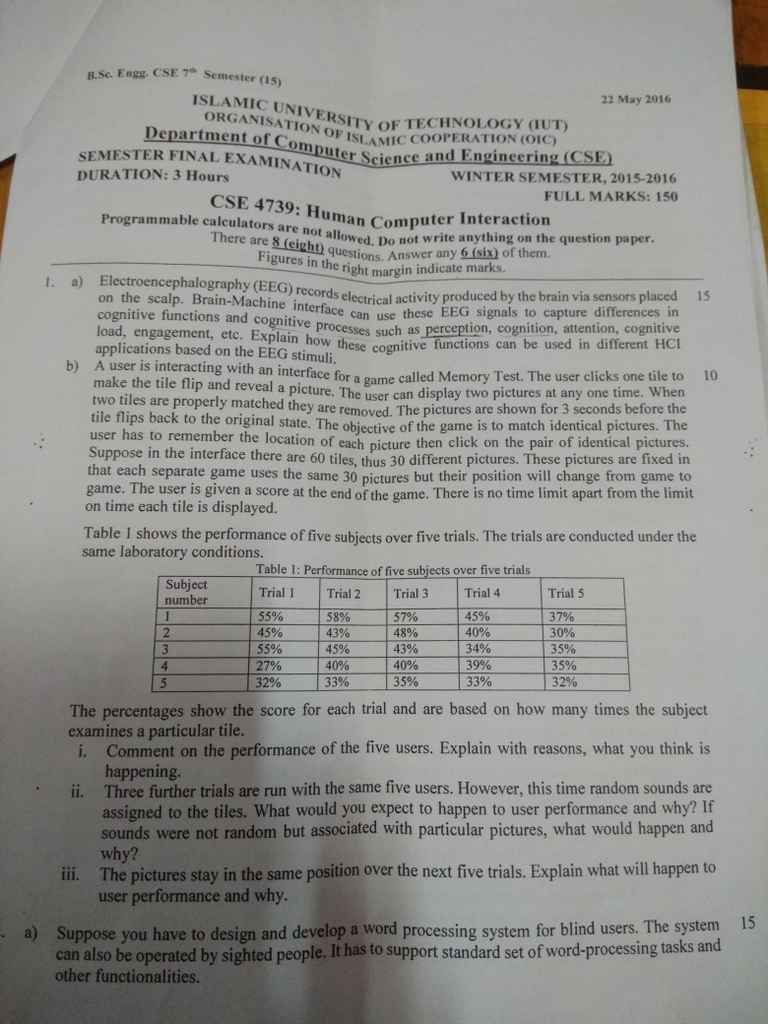 B.Sc. Engg. CSE 7th Semester (15)
22 May 2016
ISLAMIC UNIVERSITY OF TECHNOLOGY (IUT)
ORGANISATION OF ISLAMIC COOPERATION (OIC)
Department of Computer Science and Engineering (CSE)
SEMESTER FINAL EXAMINATION WINTER SEMESTER, 2015-2016
DURATION: 3 Hours FULL MARKS: 150
CSE 4739: Human Computer Interaction
Programmable calculators are not allowed. Do not write anything on the question paper.
There are 8 (eight) questions. Answer any 6 (six) of them.
Figures in the right margin indicate marks.
1. a) Electroencephalography (EEG) records electrical activity produced by the brain via sensors placed 15
on the scalp. Brain-Machine interface can use these EEG signals to capture differences in
cognitive functions and cognitive processes such as perception, cognition, attention, cognitive
load, engagement, etc. Explain how these cognitive functions can be used in different HCI
applications based on the EEG stimuli.
b) A user is interacting with an interface for a game called Memory Test. The user clicks one tile to 10
make the tile flip and reveal a picture. The user can display two pictures at any one time. When
two tiles are properly matched they are removed. The pictures are shown for 3 seconds before the
tile flips back to the original state. The objective of the game is to match identical pictures. The
user has to remember the location of each picture then click on the pair of identical pictures.
Suppose in the interface there are 60 tiles, thus 30 different pictures. These pictures are fixed in
that each separate game uses the same 30 pictures but their position will change from game to
game. The user is given a score at the end of the game. There is no time limit apart from the limit
on time each tile is displayed.
Table 1 shows the performance of five subjects over five trials. The trials are conducted under the
same laboratory conditions.
Table 1: Performance of five subjects over five trials
Subject number Trial 1 Trial 2 Trial 3 Trial 4 Trial 5
1 55% 58% 57% 45% 37%
2 45% 43% 48% 40% 30%
3 55% 45% 43% 34% 35%
4 27% 40% 40% 39% 35%
5 32% 33% 35% 33% 32%
The percentages show the score for each trial and are based on how many times the subject
examines a particular tile.
i. Comment on the performance of the five users. Explain with reasons, what you think is
happening.
ii. Three further trials are run with the same five users. However, this time random sounds are
assigned to the tiles. What would you expect to happen to user performance and why? If
sounds were not random but associated with particular pictures, what would happen and
why?
iii. The pictures stay in the same position over the next five trials. Explain what will happen to
user performance and why.
a) Suppose you have to design and develop a word processing system for blind users. The system 15
can also be operated by sighted people. It has to support standard set of word-processing tasks and
other functionalities.